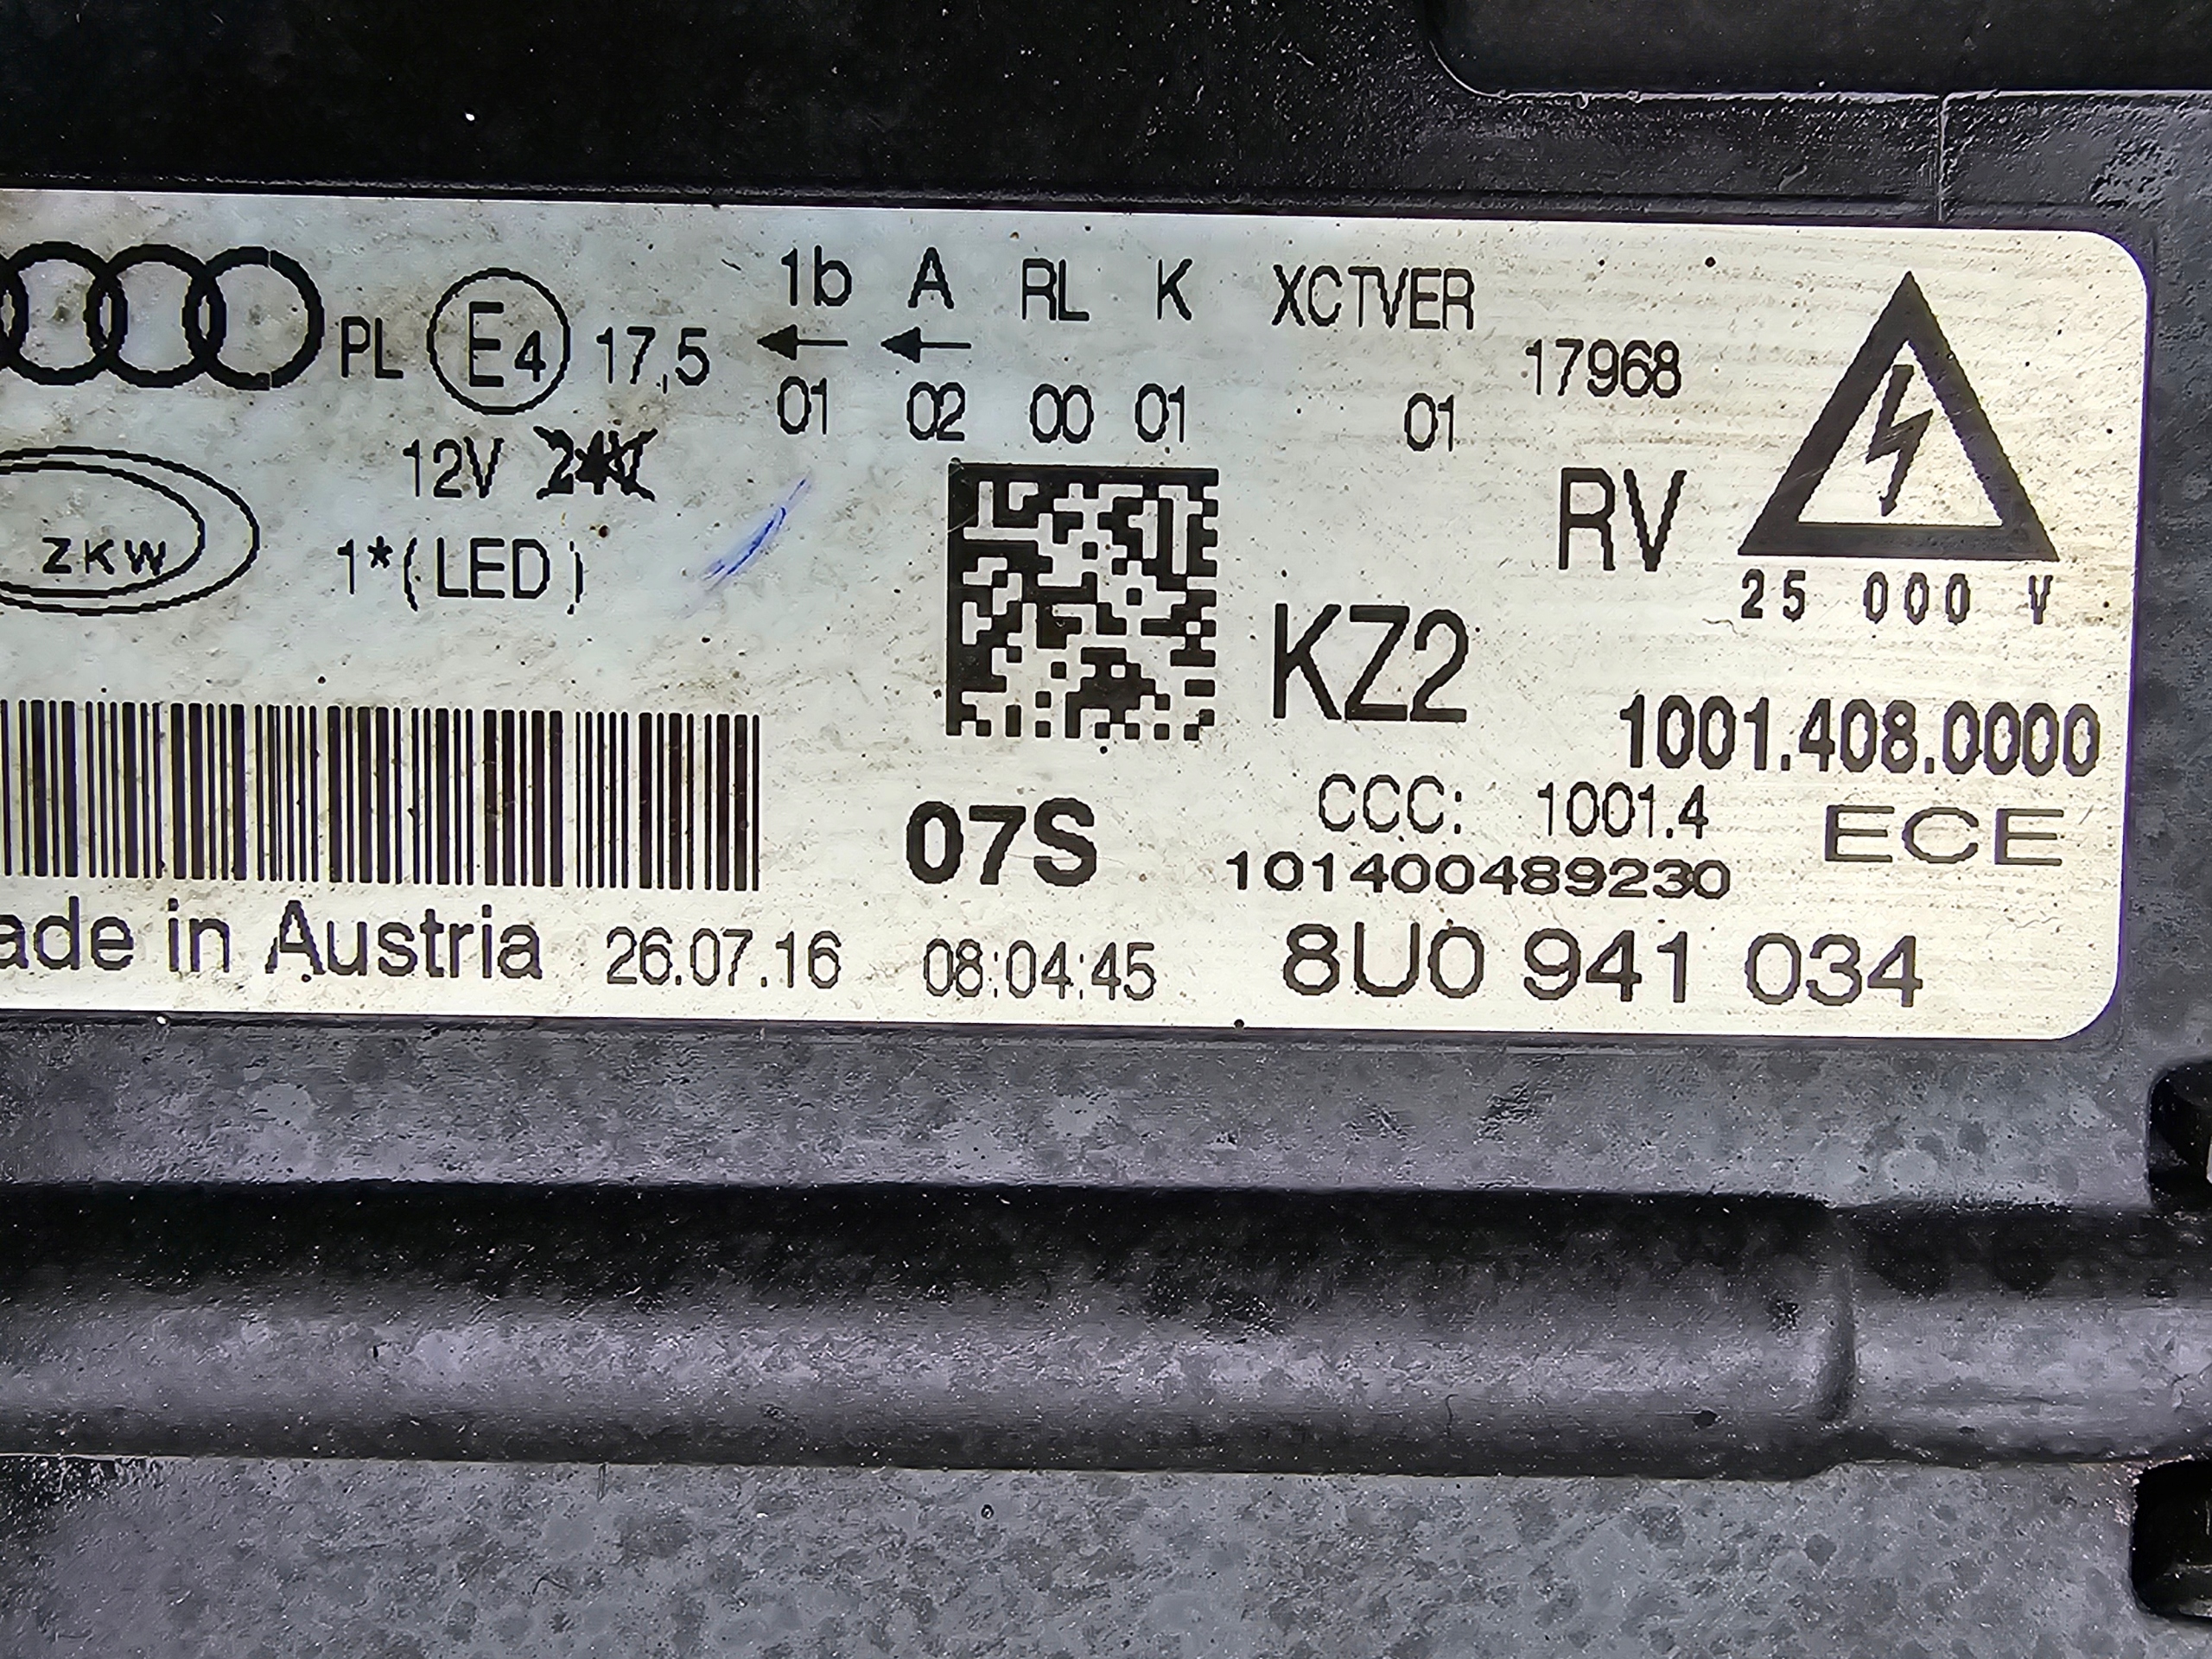 1b A RL K XCTVER
PL E4 17,5 ← ← 17968
01 02 00 01 01
12V 24V RV
ZKW 1*(LED)
25 000 V
KZ2
1001.408.0000
07S CCC: 1001.4 ECE
101400489230
ade in Austria 26.07.16 08:04:45 8U0 941 034